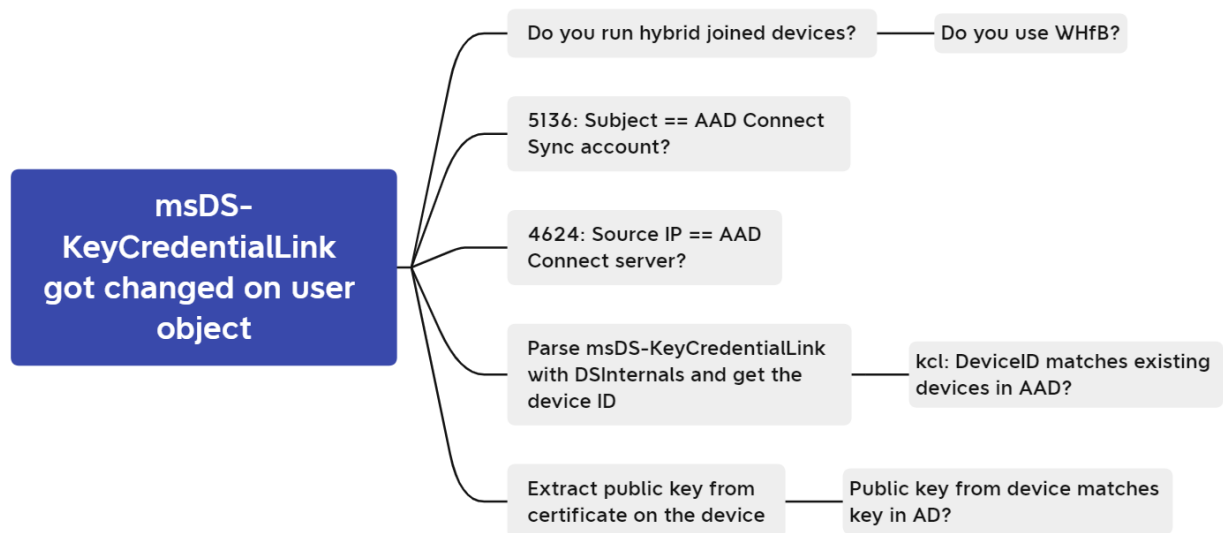 msDS-
KeyCredentialLink
got changed on user
object
Do you run hybrid joined devices?
Do you use WHfB?
5136: Subject == AAD Connect
Sync account?
4624: Source IP == AAD
Connect server?
Parse msDS-KeyCredentialLink
with DSInternals and get the
device ID
kcl: DeviceID matches existing
devices in AAD?
Extract public key from
certificate on the device
Public key from device matches
key in AD?